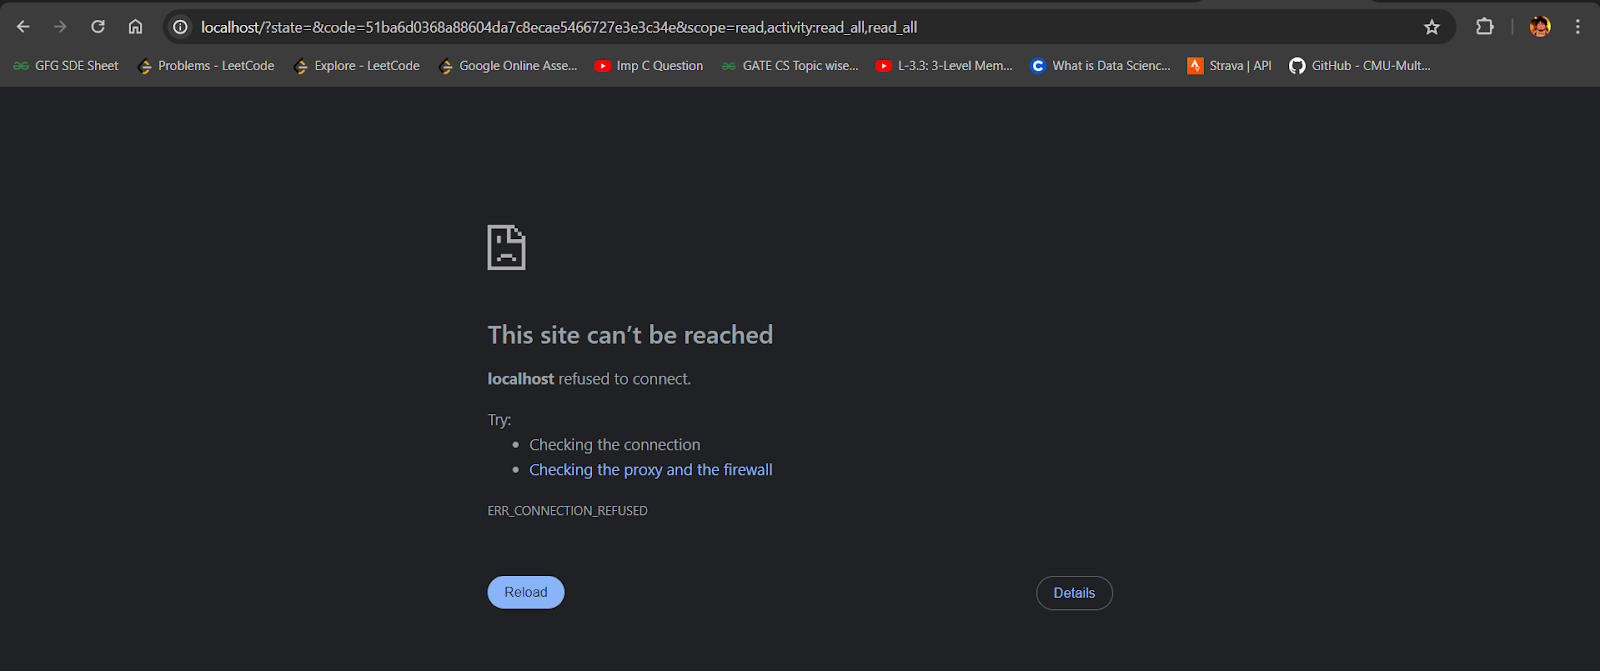 localhost/?state=&code=51ba6d0368a88604da7c8ecae5466727e3e3c34e&scope=read,activity:read_all,read_all
GFG SDE Sheet Problems - LeetCode Explore - LeetCode Google Online Asse... Imp C Question GATE CS Topic wise... L-3.3: 3-Level Mem... What is Data Scienc... Strava | API GitHub - CMU-Mult...
This site can’t be reached
localhost refused to connect.
Try:
• Checking the connection
• Checking the proxy and the firewall
ERR_CONNECTION_REFUSED
Reload Details